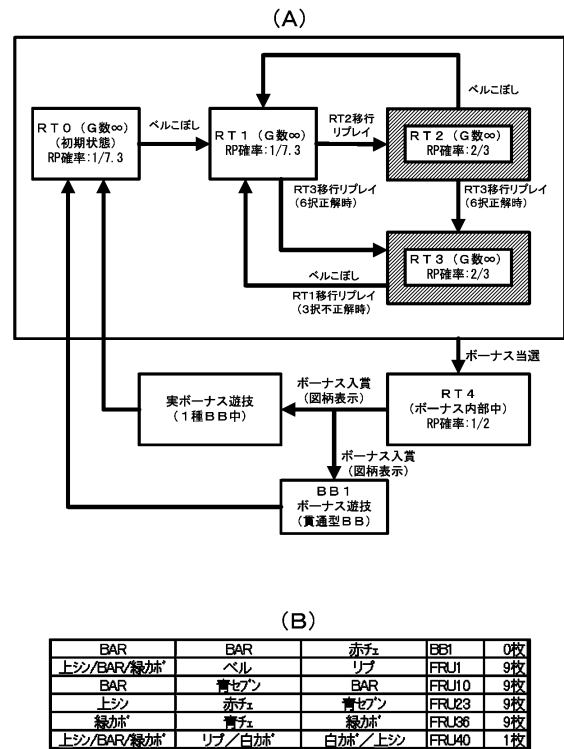 (A)
ベルこぼし
RT0(G数∞)
(初期状態)
RP確率:1/7.3
ベルこぼし
RT1(G数∞)
RP確率:1/7.3
RT2移行
リプレイ
RT2(G数∞)
RP確率:2/3
RT3移行リプレイ
(6択正解時)
RT3移行リプレイ
(6択正解時)
RT3(G数∞)
RP確率:2/3
ベルこぼし
RT1移行リプレイ
(3択不正解時)
ボーナス当選
実ボーナス遊技
(1種BB中)
ボーナス入賞
(図柄表示)
RT4
(ボーナス内部中)
RP確率:1/2
ボーナス入賞
(図柄表示)
BB1
ボーナス遊技
(貫通型BB)
(B)
BAR BAR 赤チェ BB1 0枚
上シン/BAR/緑カボ ベル リプ FRU1 9枚
BAR 青セブン BAR FRU10 9枚
上シン 赤チェ 青セブン FRU23 9枚
緑カボ 青チェ 緑カボ FRU36 9枚
上シン/BAR/緑カボ リプ/白カボ 白カボ/上シン FRU40 1枚